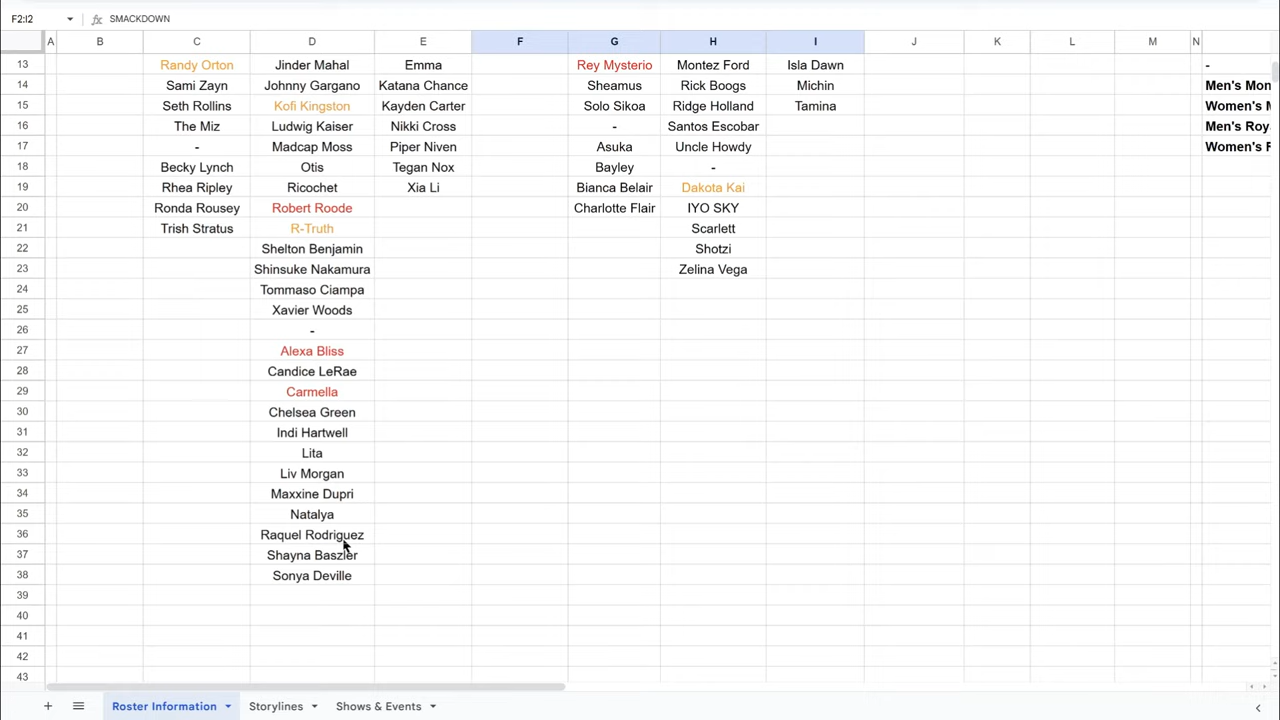 F2:I2 fx SMACKDOWN
A B C D E F G H I J K L M N
13 Randy Orton Jinder Mahal Emma Rey Mysterio Montez Ford Isla Dawn -
14 Sami Zayn Johnny Gargano Katana Chance Sheamus Rick Boogs Michin Men's Mon
15 Seth Rollins Kofi Kingston Kayden Carter Solo Sikoa Ridge Holland Tamina Women's M
16 The Miz Ludwig Kaiser Nikki Cross - Santos Escobar Men's Roy
17 - Madcap Moss Piper Niven Asuka Uncle Howdy Women's R
18 Becky Lynch Otis Tegan Nox Bayley -
19 Rhea Ripley Ricochet Xia Li Bianca Belair Dakota Kai
20 Ronda Rousey Robert Roode Charlotte Flair IYO SKY
21 Trish Stratus R-Truth Scarlett
22 Shelton Benjamin Shotzi
23 Shinsuke Nakamura Zelina Vega
24 Tommaso Ciampa
25 Xavier Woods
26 -
27 Alexa Bliss
28 Candice LeRae
29 Carmella
30 Chelsea Green
31 Indi Hartwell
32 Lita
33 Liv Morgan
34 Maxxine Dupri
35 Natalya
36 Raquel Rodriguez
37 Shayna Baszler
38 Sonya Deville
39
40
41
42
43
Roster Information Storylines Shows & Events